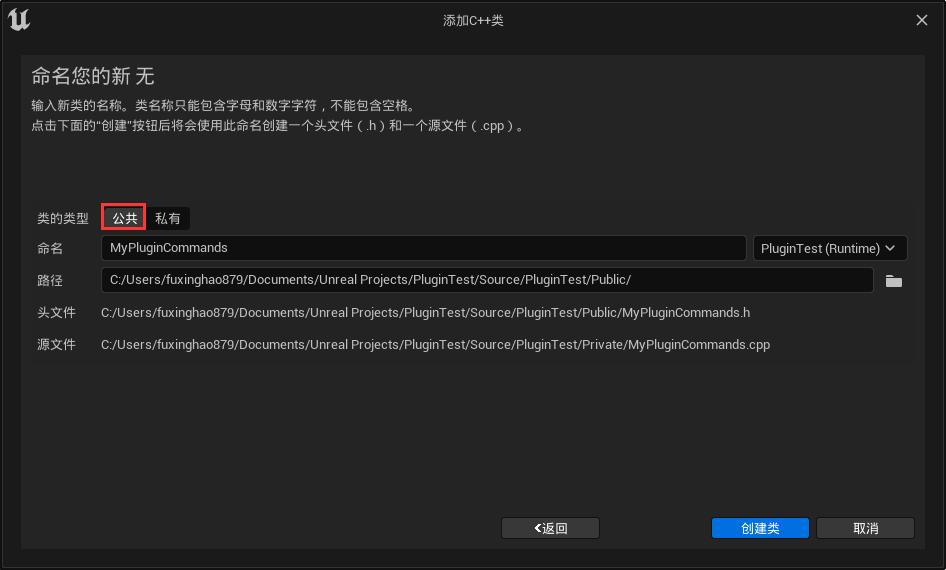 添加C++类
命名您的新 无
输入新类的名称。类名称只能包含字母和数字字符，不能包含空格。
点击下面的“创建”按钮后将会使用此命名创建一个头文件（.h）和一个源文件（.cpp）。
类的类型 公共 私有
命名 MyPluginCommands PluginTest (Runtime)
路径 C:/Users/fuxinghao879/Documents/Unreal Projects/PluginTest/Source/PluginTest/Public/
头文件 C:/Users/fuxinghao879/Documents/Unreal Projects/PluginTest/Source/PluginTest/Public/MyPluginCommands.h
源文件 C:/Users/fuxinghao879/Documents/Unreal Projects/PluginTest/Source/PluginTest/Private/MyPluginCommands.cpp
返回 创建类 取消